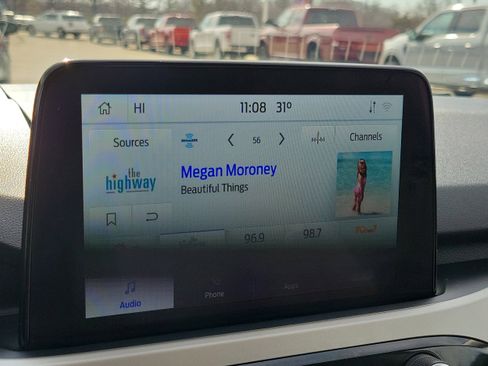 HI 11:08 31°
Sources 56 Channels
the
highway
Megan Moroney
Beautiful Things
96.9 98.7
Audio Phone Apps